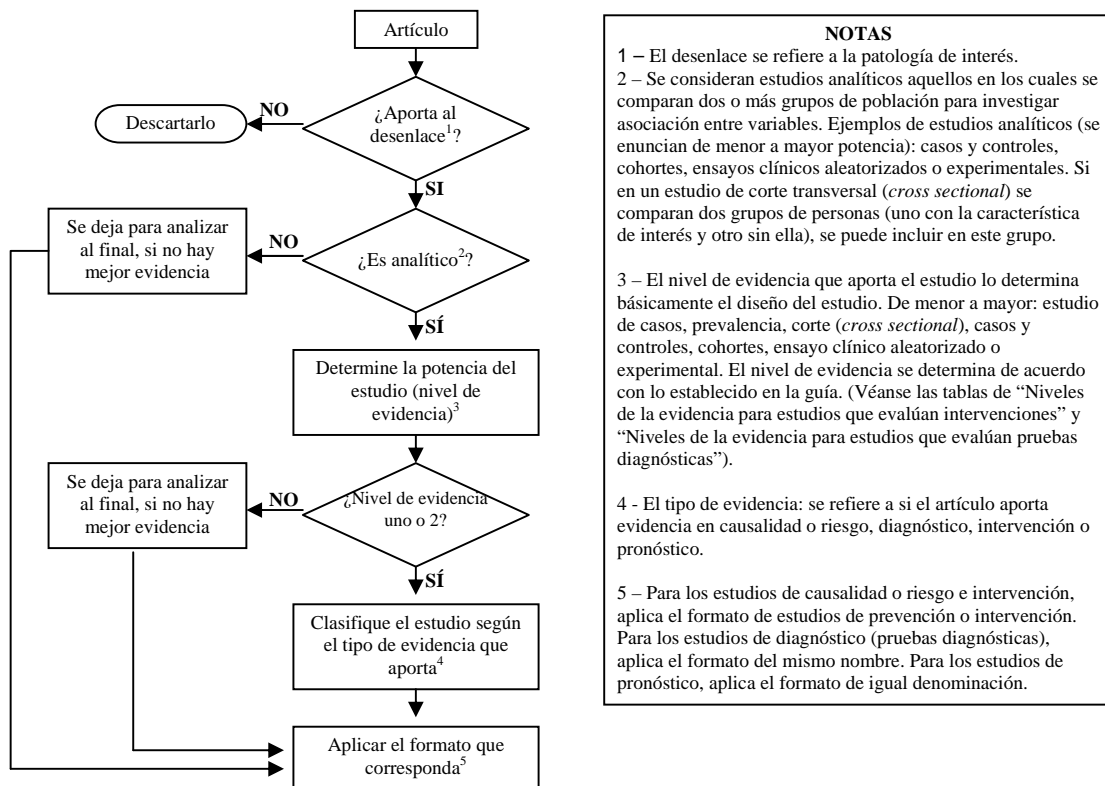 Artículo
¿Aporta al
desenlace1?
NO
Descartarlo
SI
¿Es analítico2?
NO
Se deja para analizar
al final, si no hay
mejor evidencia
SÍ
Determine la potencia del
estudio (nivel de
evidencia)3
¿Nivel de evidencia
uno o 2?
NO
Se deja para analizar
al final, si no hay
mejor evidencia
SÍ
Clasifique el estudio según
el tipo de evidencia que
aporta4
Aplicar el formato que
corresponda5
NOTAS
1 – El desenlace se refiere a la patología de interés.
2 – Se consideran estudios analíticos aquellos en los cuales se
comparan dos o más grupos de población para investigar
asociación entre variables. Ejemplos de estudios analíticos (se
enuncian de menor a mayor potencia): casos y controles,
cohortes, ensayos clínicos aleatorizados o experimentales. Si
en un estudio de corte transversal (cross sectional) se
comparan dos grupos de personas (uno con la característica
de interés y otro sin ella), se puede incluir en este grupo.
3 – El nivel de evidencia que aporta el estudio lo determina
básicamente el diseño del estudio. De menor a mayor: estudio
de casos, prevalencia, corte (cross sectional), casos y
controles, cohortes, ensayo clínico aleatorizado o
experimental. El nivel de evidencia se determina de acuerdo
con lo establecido en la guía. (Véanse las tablas de “Niveles
de la evidencia para estudios que evalúan intervenciones” y
“Niveles de la evidencia para estudios que evalúan pruebas
diagnósticas”).
4 - El tipo de evidencia: se refiere a si el artículo aporta
evidencia en causalidad o riesgo, diagnóstico, intervención o
pronóstico.
5 – Para los estudios de causalidad o riesgo e intervención,
aplica el formato de estudios de prevención o intervención.
Para los estudios de diagnóstico (pruebas diagnósticas),
aplica el formato del mismo nombre. Para los estudios de
pronóstico, aplica el formato de igual denominación.